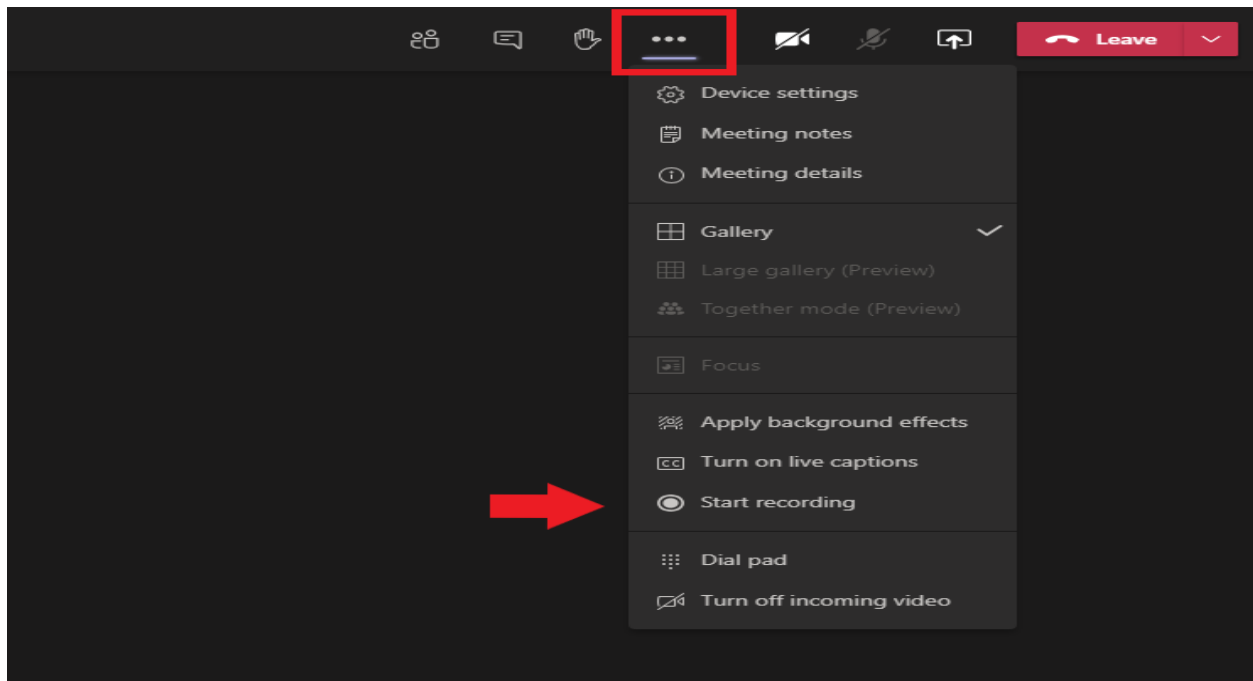 Leave
Device settings
Meeting notes
Meeting details
Gallery
Large gallery (Preview)
Together mode (Preview)
Focus
Apply background effects
CC Turn on live captions
Start recording
Dial pad
Turn off incoming video